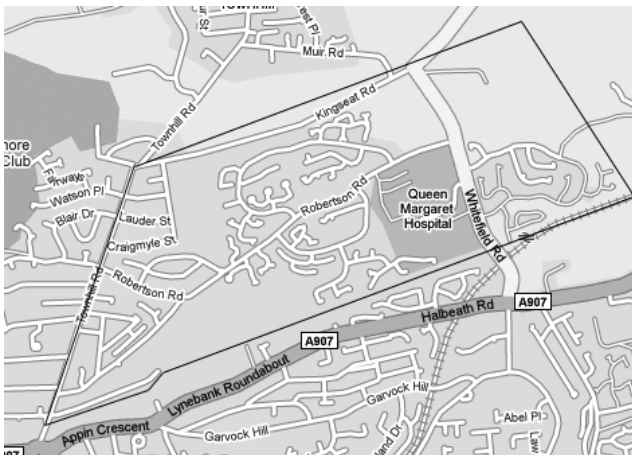 Muir Rd
Kingseat Rd
Townhill Rd
Watson Pl
Blair Dr
Lauder St
Craigmyle St
Robertson Rd
Queen
Margaret
Hospital
Whitefield Rd
Robertson Rd
Townhill Rd
Halbeath Rd
A907
A907
Lynebank Roundabout
Appin Crescent
Garvock Hill
Garvock Hill
Abel Pl
Club